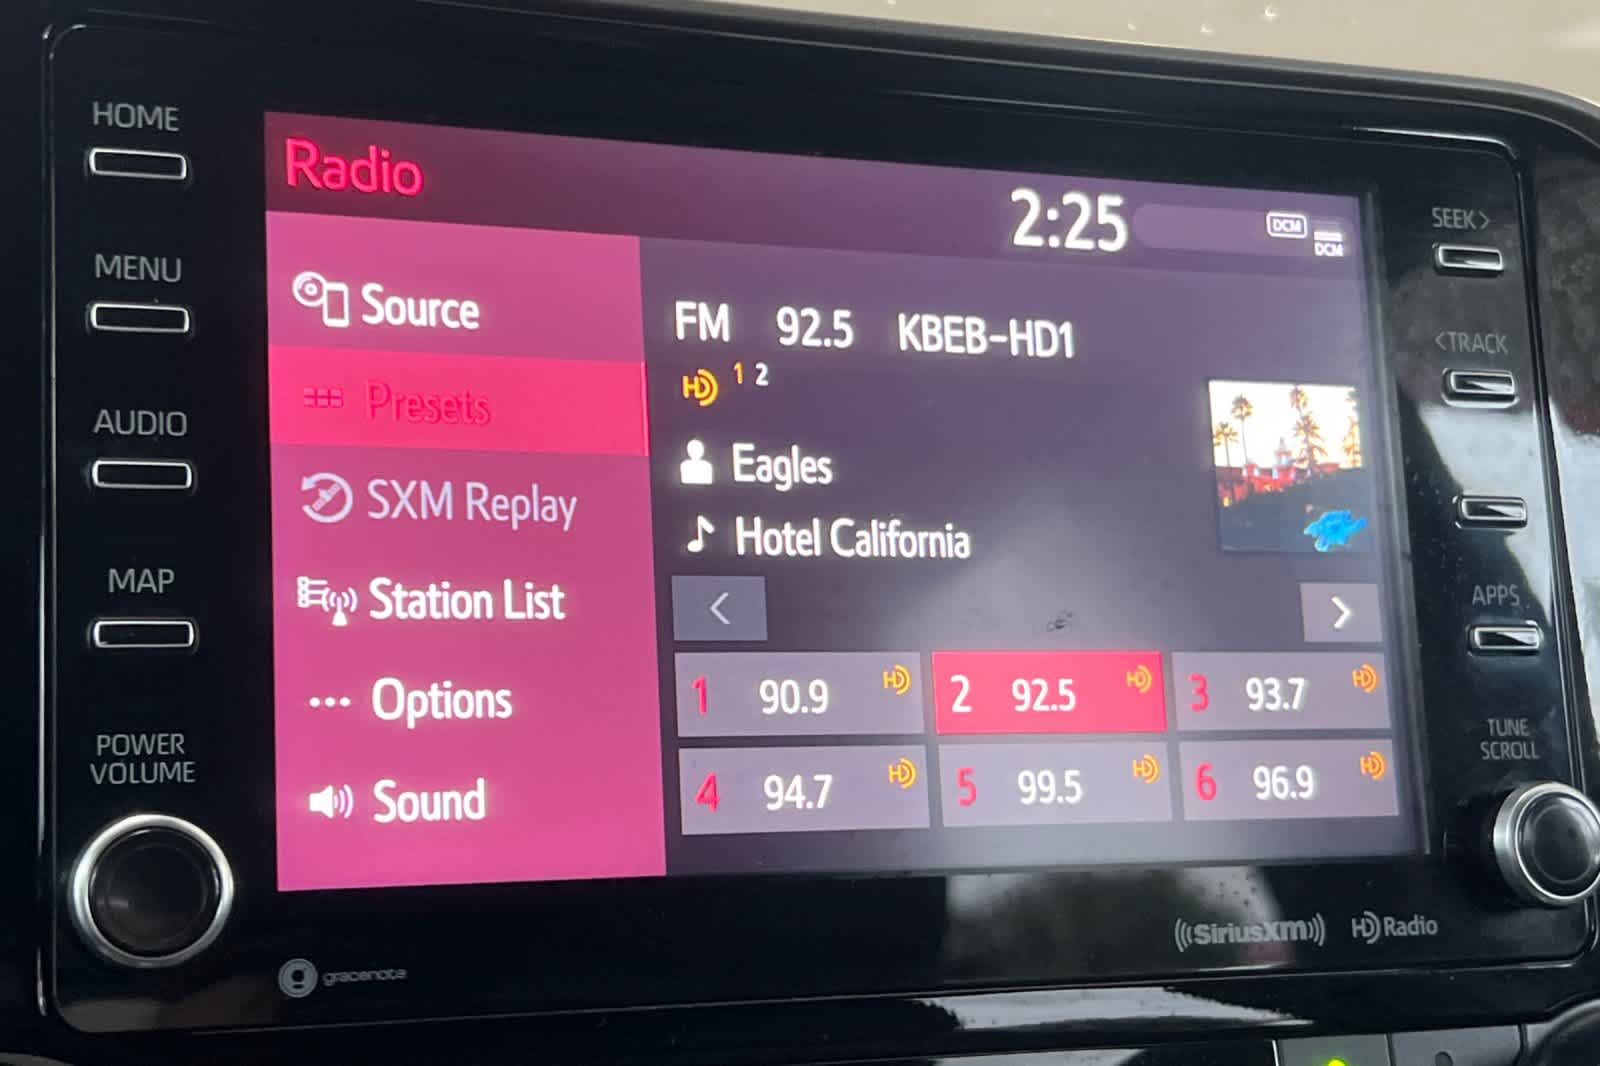 HOME
MENU
AUDIO
MAP
POWER
VOLUME
Radio
2:25
DCM
DCM
Source
Presets
SXM Replay
Station List
Options
Sound
FM 92.5 KBEB-HD1
HD 1 2
Eagles
Hotel California
< >
1 90.9 HD 2 92.5 HD 3 93.7 HD
4 94.7 HD 5 99.5 HD 6 96.9 HD
SEEK>
<TRACK
APPS
TUNE
SCROLL
gracenote
SiriusXM HD Radio